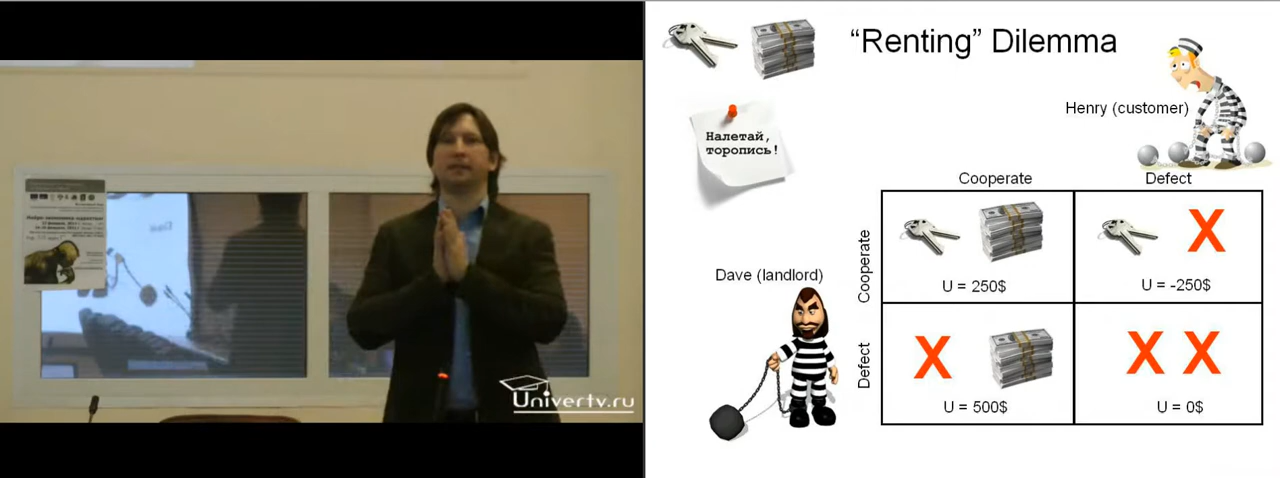 Univertv.ru
“Renting” Dilemma
Налетай,
торопись!
Henry (customer)
Dave (landlord)
Cooperate
Defect
Cooperate
U = 250$
U = -250$
Defect
U = 500$
U = 0$